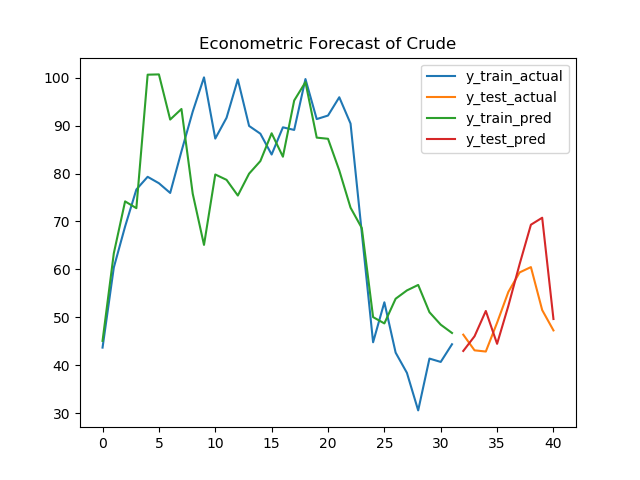 Econometric Forecast of Crude
y_train_actual
y_test_actual
y_train_pred
y_test_pred
100
90
80
70
60
50
40
30
0 5 10 15 20 25 30 35 40